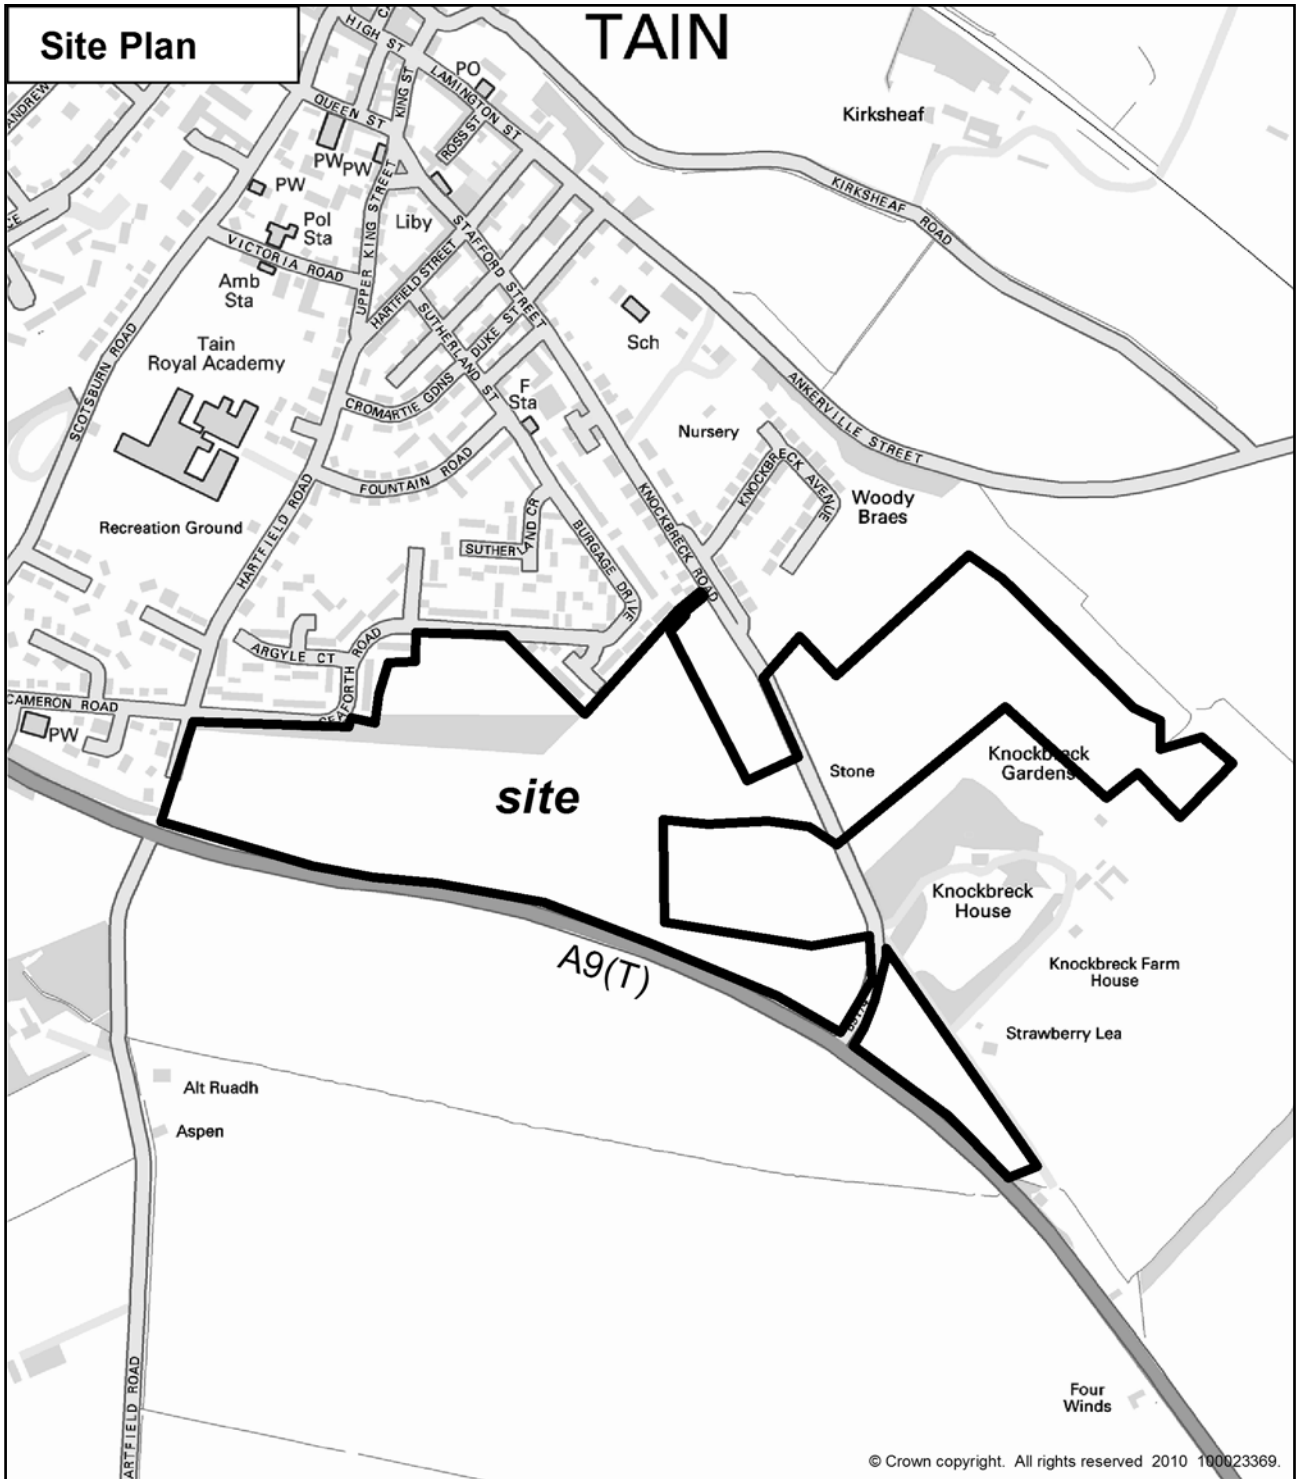 Site Plan
TAIN
HIGH ST
LAMINGTON ST
PO
KING ST
QUEEN ST
ROSS ST
ANDREW
Kirksheaf
KIRKSHEAF ROAD
PW
PW
PW
Pol
Sta
Liby
UPPER KING STREET
VICTORIA ROAD
STAFFORD STREET
HARTFIELD STREET
Amb
Sta
SUTHERLAND ST
DUKE ST
Sch
Tain
Royal Academy
SCOTSBURN ROAD
CROMARTIE GDNS
F
Sta
ANKERVILLE STREET
Nursery
KNOCKBRECK AVENUE
FOUNTAIN ROAD
Woody
Braes
Recreation Ground
HARTFIELD ROAD
SUTHERLAND CR
BURGAGE DRIVE
KNOCKBRECK ROAD
ARGYLE CT
SEAFORTH ROAD
CAMERON ROAD
PW
site
Stone
Knockbreck
Gardens
Knockbreck
House
A9(T)
Knockbreck Farm
House
Strawberry Lea
Alt Ruadh
Aspen
ARTFIELD ROAD
Four
Winds
© Crown copyright. All rights reserved 2010 100023369.